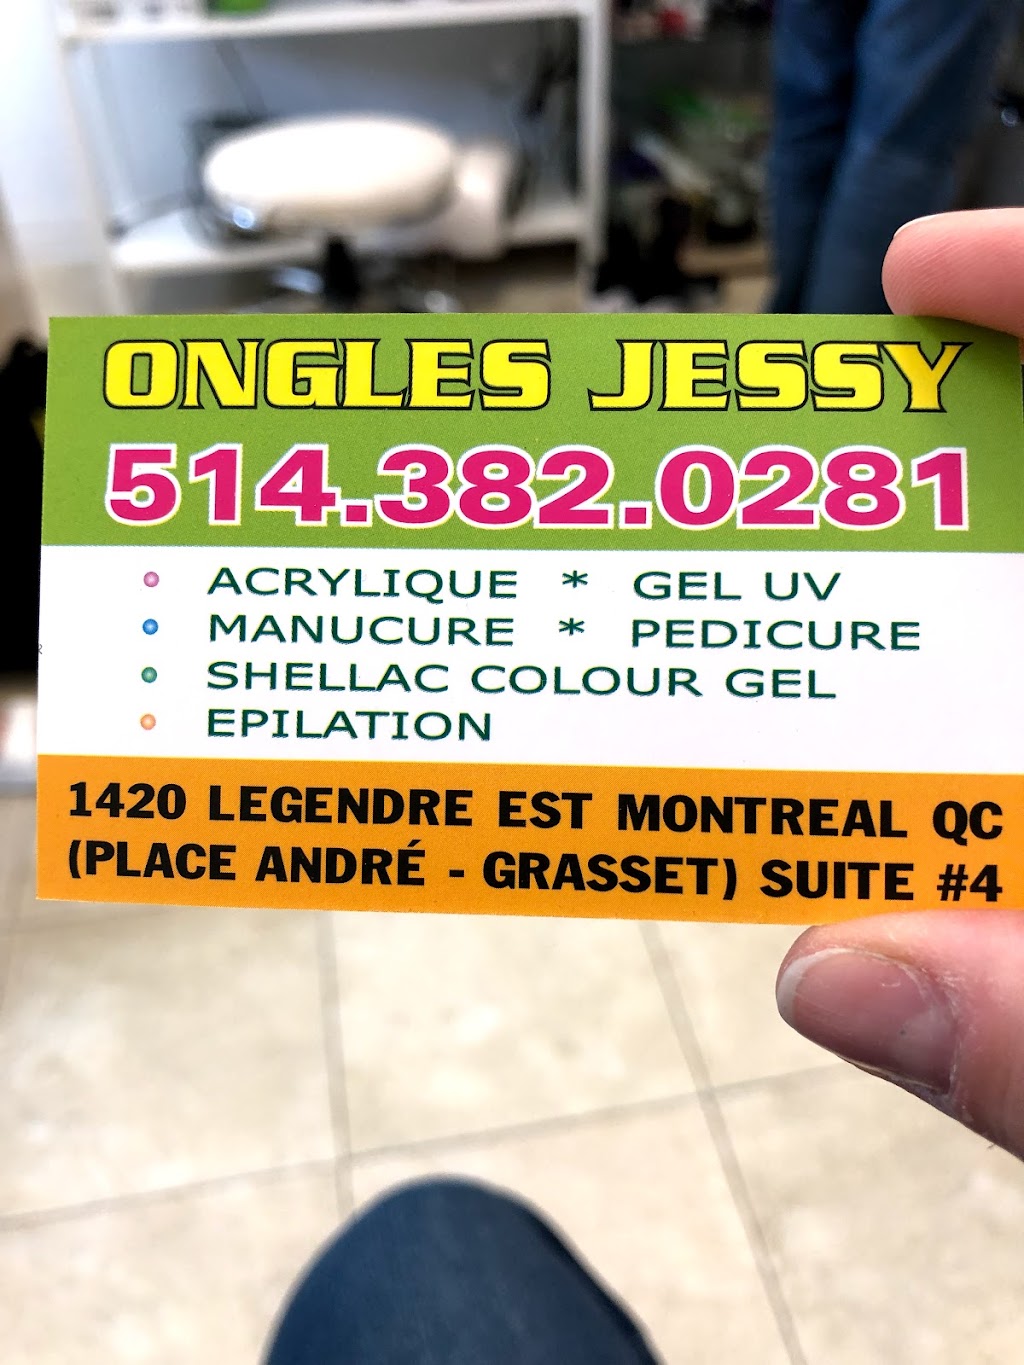 ONGLES JESSY
514.382.0281
ACRYLIQUE * GEL UV
MANUCURE * PEDICURE
SHELLAC COLOUR GEL
EPILATION
1420 LEGENDRE EST MONTREAL QC
(PLACE ANDRÉ - GRASSET) SUITE #4